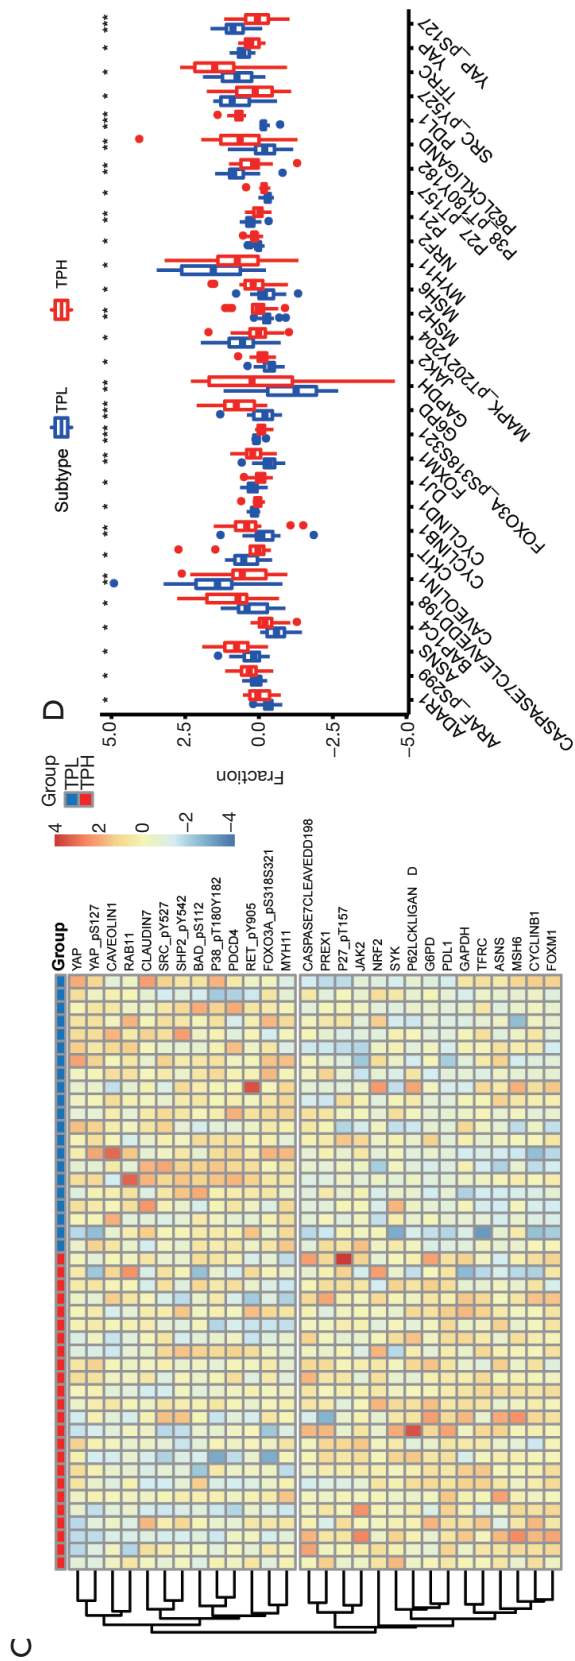 C
Group
YAP
YAP_pS127
CAVEOLIN1
RAB11
CLAUDIN7
SRC_pY527
SHP2_pY542
BAD_pS112
P38_pT180Y182
PDCD4
RET_pY905
FOXO3A_pS318S321
MYH11
CASPASE7CLEAVEDD198
PREX1
P27_pT157
JAK2
NRF2
SYK
P62LCKLIGAN D
G6PD
PDL1
GAPDH
TFRC
ASNS
MSH6
CYCLINB1
FOXM1
4
2
0
−2
−4
Group
TPL
TPH
D
Subtype TPL TPH
* * * * * ** * ** * * ** *** *** ** * * ** * * * ** * ** ** *** * * * ***
5.0
2.5
0.0
−2.5
−5.0
Fraction
ADAR1
ARAF_pS299
ASNS
BAP1C4
CASPASE7CLEAVEDD198
CAVEOLIN1
CKIT
CYCLINB1
CYCLIND1
DJ1
FOXM1
FOXO3A_pS318S321
G6PD
GAPDH
JAK2
MAPK_pT202Y204
MSH2
MSH6
MYH11
NRF2
P21
P27_pT157
P38_pT180Y182
P62LCKLIGAND
PDL1
SRC_pY527
TFRC
YAP
YAP_pS127